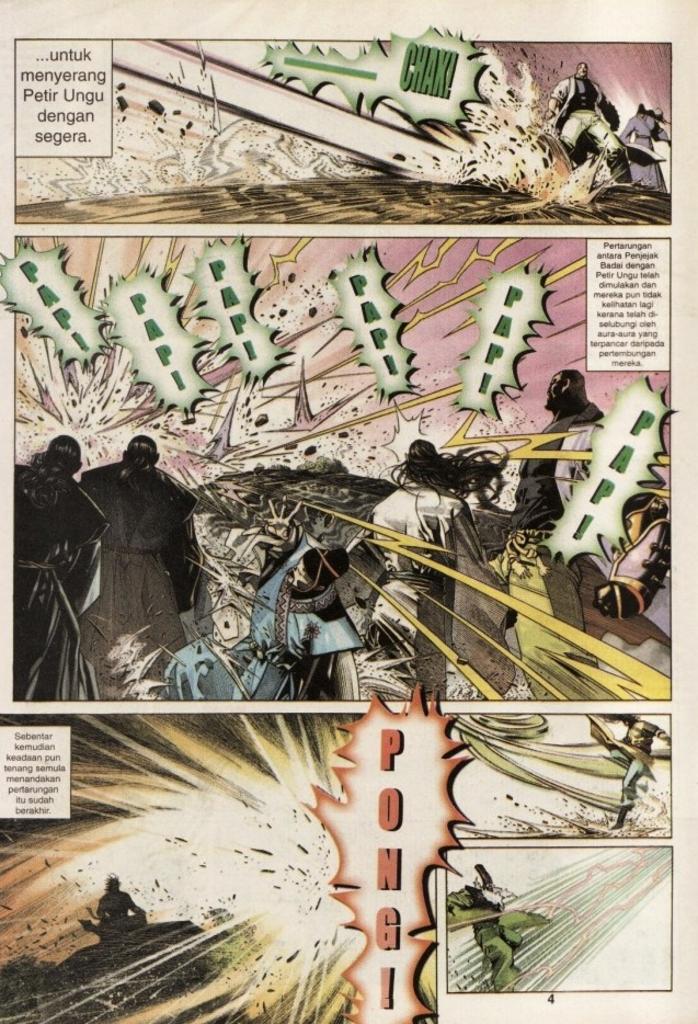 ...untuk
menyerang
Petir Ungu
dengan
segera.
CHAK!
Pertarungan
antara Penjejak
Badai dengan
Petir Ungu telah
dimulakan dan
mereka pun tidak
kelihatan lagi
kerana telah di-
selubungi oleh
aura-aura yang
terpancar daripada
pertembungan
mereka.
PAP!
PAP!
PAP!
PAP!
PAP!
PAP!
Sebentar
kemudian
keadaan pun
tenang semula
menandakan
pertarungan
itu sudah
berakhir.
PONG!
4